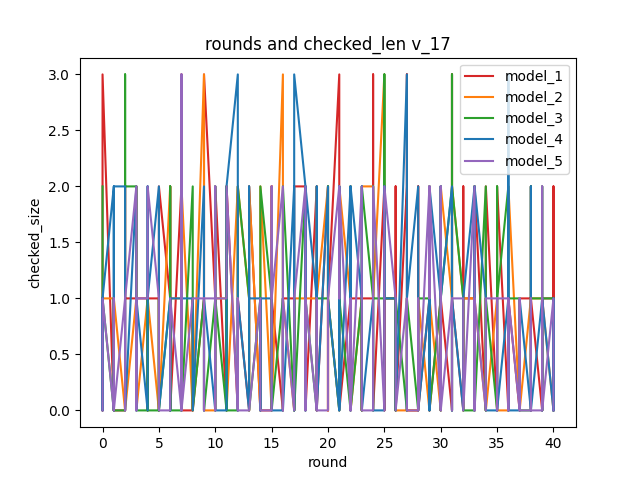 rounds and checked_len v_17
3.0
2.5
2.0
1.5
1.0
0.5
0.0
checked_size
0 5 10 15 20 25 30 35 40
round
model_1
model_2
model_3
model_4
model_5